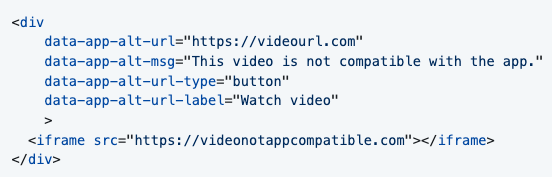 <div
data-app-alt-url="https://videourl.com"
data-app-alt-msg="This video is not compatible with the app."
data-app-alt-url-type="button"
data-app-alt-url-label="Watch video"
>
<iframe src="https://videonotappcompatible.com"></iframe>
</div>